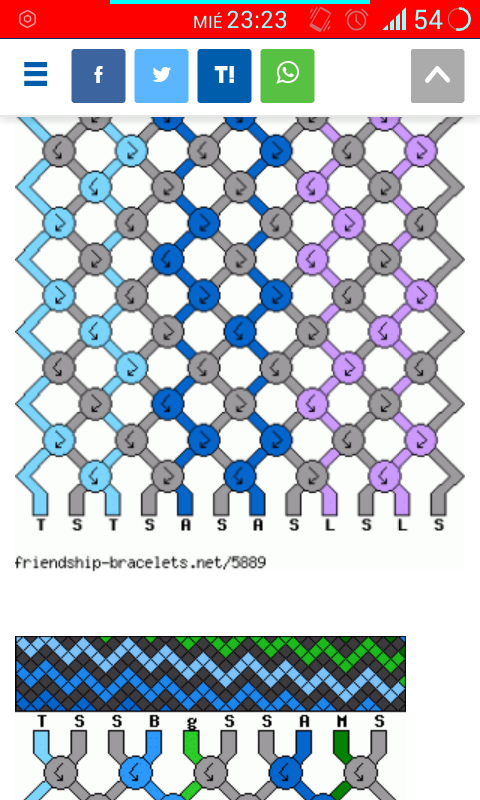 MIÉ 23:23 54
f T!
T S T S A S A S L S L S
friendship-bracelets.net/5889
T S S B g S S A M S